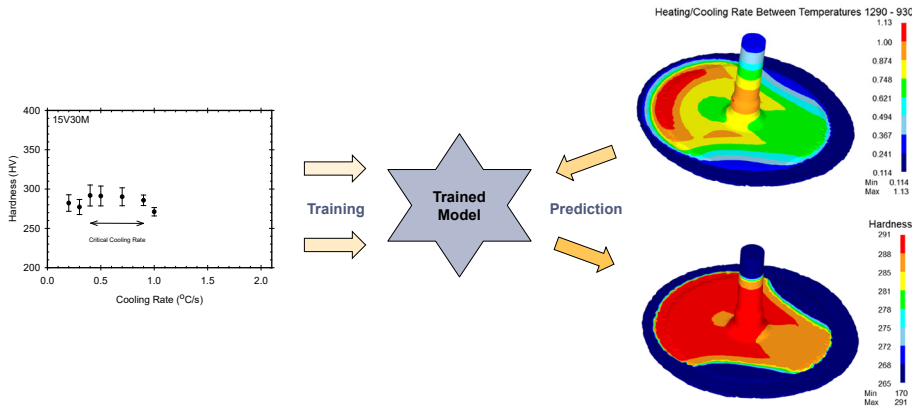 Heating/Cooling Rate Between Temperatures 1290 - 930
1.13
1.00
0.874
0.748
0.621
0.494
0.367
0.241
0.114
Min 0.114
Max 1.13
15V30M
400
350
300
250
200
Hardness (HV)
Critical Cooling Rate
0.0 0.5 1.0 1.5 2.0
Cooling Rate (°C/s)
Training
Trained
Model
Prediction
Hardness
291
288
285
281
278
275
272
268
265
Min 170
Max 291